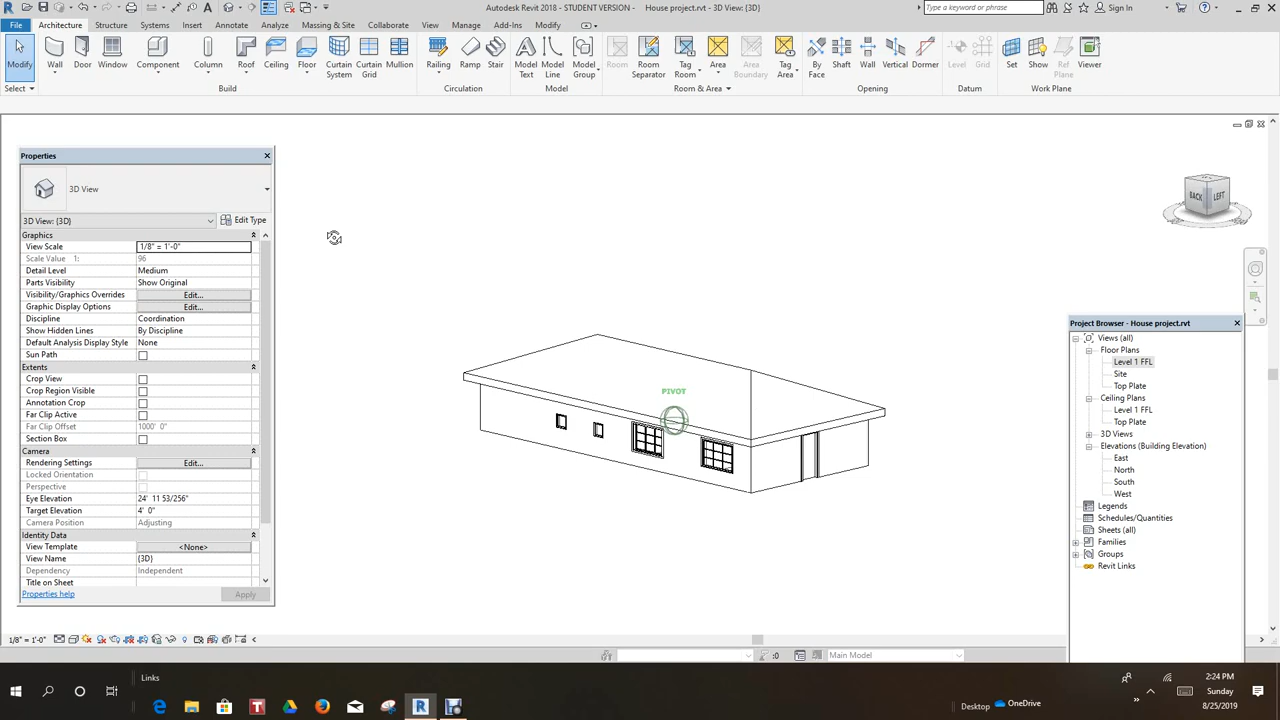 Autodesk Revit 2018 - STUDENT VERSION -    House project.rvt - 3D View: {3D}
Type a keyword or phrase
Sign In
File Architecture Structure Systems Insert Annotate Analyze Massing & Site Collaborate View Manage Add-Ins Modify
Modify Wall Door Window Component Column Roof Ceiling Floor Curtain System Curtain Grid Mullion Railing Ramp Stair Model Text Model Line Model Group Room Room Separator Tag Room Area Area Boundary Tag Area By Face Shaft Wall Vertical Dormer Level Grid Set Show Ref Plane Viewer
Select Build Circulation Model Room & Area Opening Datum Work Plane
Properties
3D View
3D View: {3D} Edit Type
Graphics
View Scale 1/8" = 1'-0"
Scale Value 1: 96
Detail Level Medium
Parts Visibility Show Original
Visibility/Graphics Overrides Edit...
Graphic Display Options Edit...
Discipline Coordination
Show Hidden Lines By Discipline
Default Analysis Display Style None
Sun Path
Extents
Crop View
Crop Region Visible
Annotation Crop
Far Clip Active
Far Clip Offset 1000' 0"
Section Box
Camera
Rendering Settings Edit...
Locked Orientation
Perspective
Eye Elevation 24' 11 53/256"
Target Elevation 4' 0"
Camera Position Adjusting
Identity Data
View Template <None>
View Name {3D}
Dependency Independent
Title on Sheet
Properties help Apply
PIVOT
BACK LEFT
Project Browser - House project.rvt
Views (all)
Floor Plans
Level 1 FFL
Site
Top Plate
Ceiling Plans
Level 1 FFL
Top Plate
3D Views
Elevations (Building Elevation)
East
North
South
West
Legends
Schedules/Quantities
Sheets (all)
Families
Groups
Revit Links
1/8" = 1'-0"
:0 Main Model
Links
Desktop OneDrive
2:24 PM
Sunday
8/25/2019